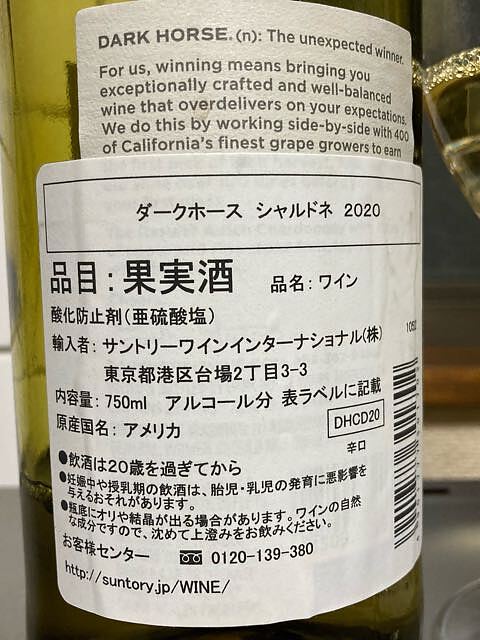 DARK HORSE. (n): The unexpected winner.
For us, winning means bringing you
exceptionally crafted and well-balanced
wine that overdelivers on your expectations.
We do this by working side-by-side with 400
of California's finest grape growers to earn
ダークホース シャルドネ 2020
品目:果実酒 品名:ワイン
酸化防止剤(亜硫酸塩)
輸入者:サントリーワインインターナショナル(株)
東京都港区台場2丁目3-3
内容量:750ml アルコール分 表ラベルに記載
原産国名:アメリカ
DHCD20
辛口
●飲酒は20歳を過ぎてから
●妊娠中や授乳期の飲酒は、胎児・乳児の発育に悪影響を
与えるおそれがあります。
●瓶底にオリや結晶が出る場合があります。ワインの自然
な成分ですので、沈めて上澄みをお飲みください。
お客様センター 0120-139-380
http://suntory.jp/WINE/